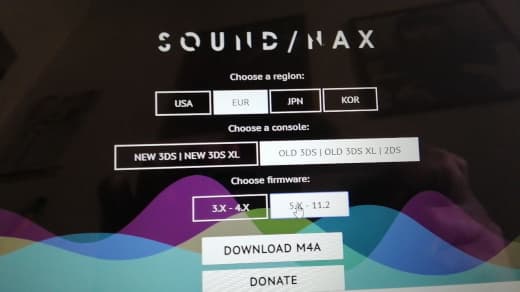 SOUND/HAX
Choose a region:
USA EUR JPN KOR
Choose a console:
NEW 3DS | NEW 3DS XL OLD 3DS | OLD 3DS XL | 2DS
Choose firmware:
3.X - 4.X 5.X - 11.2
DOWNLOAD M4A
DONATE